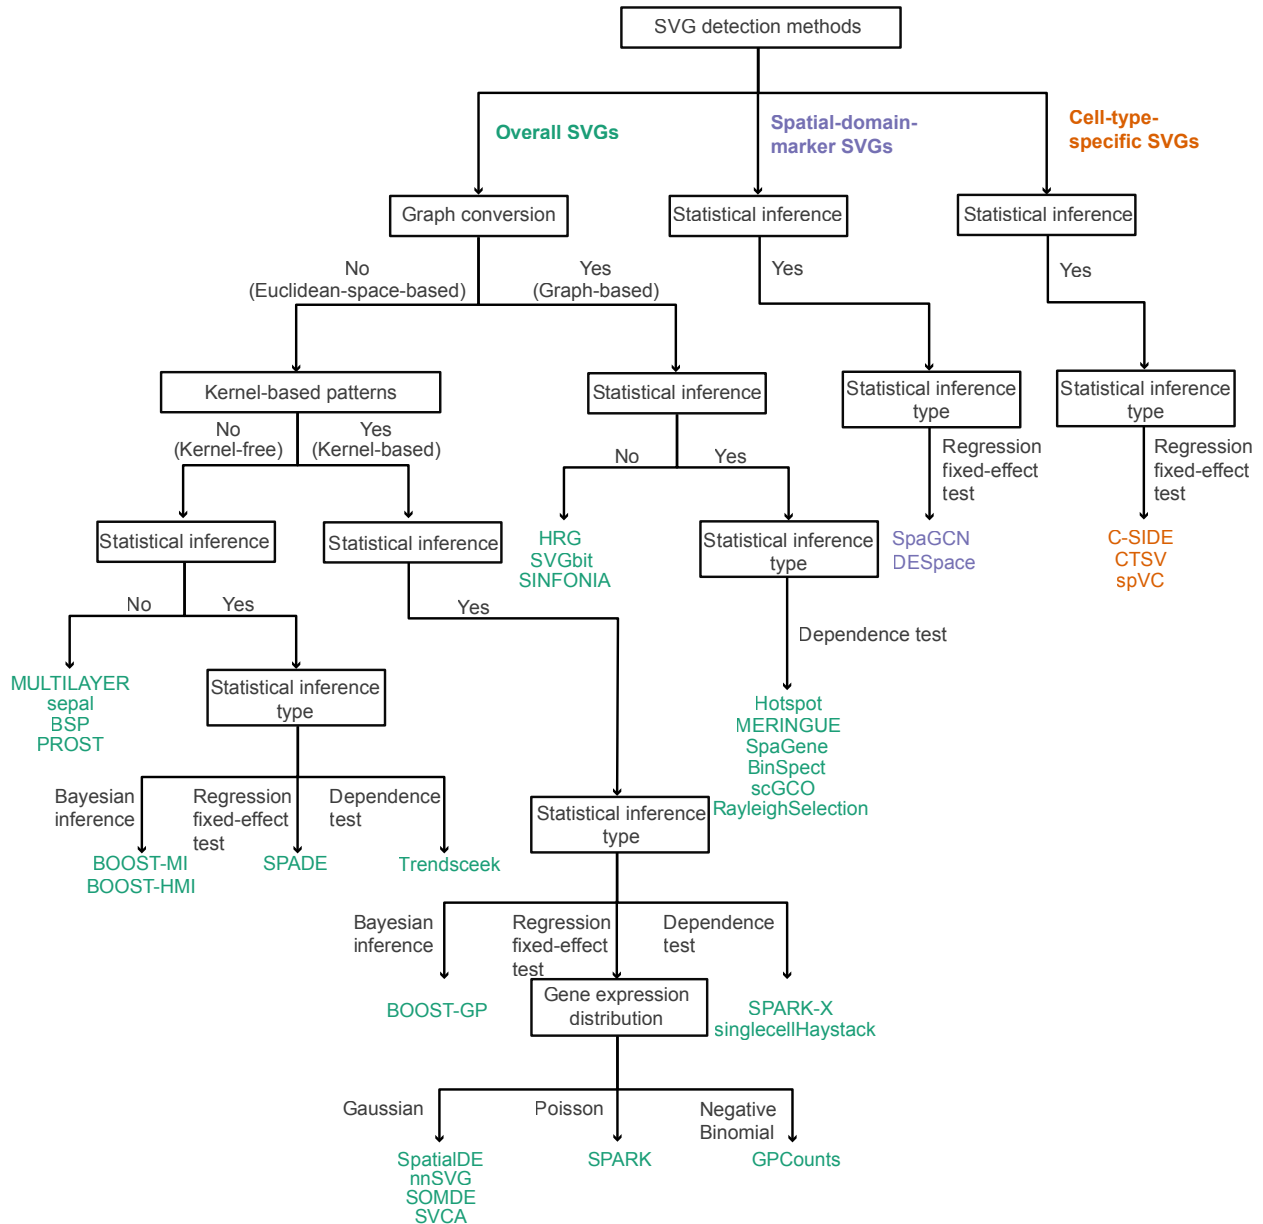 SVG detection methods
Overall SVGs
Spatial-domain-
marker SVGs
Cell-type-
specific SVGs
Graph conversion
Statistical inference
Statistical inference
No
(Euclidean-space-based)
Yes
(Graph-based)
Yes
Yes
Kernel-based patterns
Statistical inference
Statistical inference
type
Statistical inference
type
No
(Kernel-free)
Yes
(Kernel-based)
No
Yes
Regression
fixed-effect
test
Regression
fixed-effect
test
Statistical inference
Statistical inference
HRG
SVGbit
SINFONIA
Statistical inference
type
SpaGCN
DESpace
C-SIDE
CTSV
spVC
No
Yes
Yes
Dependence test
MULTILAYER
sepal
BSP
PROST
Statistical inference
type
Hotspot
MERINGUE
SpaGene
BinSpect
scGCO
RayleighSelection
Bayesian
inference
Regression
fixed-effect
test
Dependence
test
Statistical inference
type
BOOST-MI
BOOST-HMI
SPADE
Trendsceek
Bayesian
inference
Regression
fixed-effect
test
Dependence
test
BOOST-GP
Gene expression
distribution
SPARK-X
singlecellHaystack
Gaussian
Poisson
Negative
Binomial
SpatialDE
nnSVG
SOMDE
SVCA
SPARK
GPCounts